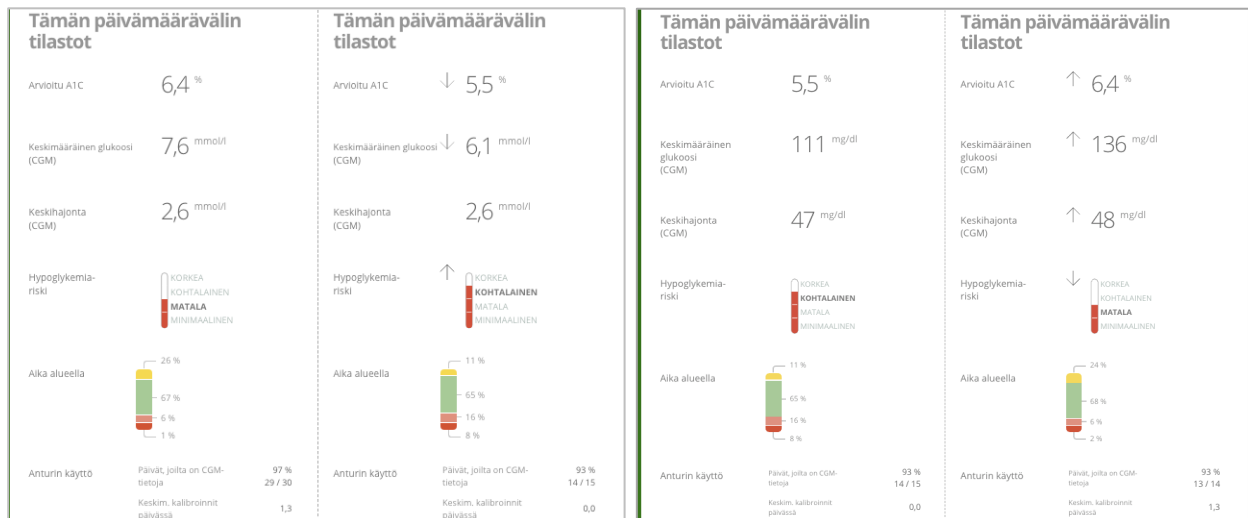 Tämän päivämäärävälin
tilastot
Arvioitu A1C
6,4 %
Keskimääräinen glukoosi
(CGM)
7,6 mmol/l
Keskihajonta
(CGM)
2,6 mmol/l
Hypoglykemia-
riski
KORKEA
KOHTALAINEN
MATALA
MINIMAALINEN
Aika alueella
26 %
67 %
6 %
1 %
Anturin käyttö
Päivät, joilta on CGM-
tietoja
97 %
29 / 30
Keskim. kalibroinnit
päivässä
1,3
Tämän päivämäärävälin
tilastot
Arvioitu A1C
↓ 5,5 %
Keskimääräinen glukoosi
(CGM)
↓ 6,1 mmol/l
Keskihajonta
(CGM)
2,6 mmol/l
Hypoglykemia-
riski
↑
KORKEA
KOHTALAINEN
MATALA
MINIMAALINEN
Aika alueella
11 %
65 %
16 %
8 %
Anturin käyttö
Päivät, joilta on CGM-
tietoja
93 %
14 / 15
Keskim. kalibroinnit
päivässä
0,0
Tämän päivämäärävälin
tilastot
Arvioitu A1C
5,5 %
Keskimääräinen
glukoosi
(CGM)
111 mg/dl
Keskihajonta
(CGM)
47 mg/dl
Hypoglykemia-
riski
KORKEA
KOHTALAINEN
MATALA
MINIMAALINEN
Aika alueella
11 %
65 %
16 %
8 %
Anturin käyttö
Päivät, joilta on CGM-
tietoja
93 %
14 / 15
Keskim. kalibroinnit
päivässä
0,0
Tämän päivämäärävälin
tilastot
Arvioitu A1C
↑ 6,4 %
Keskimääräinen
glukoosi
(CGM)
↑ 136 mg/dl
Keskihajonta
(CGM)
↑ 48 mg/dl
Hypoglykemia-
riski
↓
KORKEA
KOHTALAINEN
MATALA
MINIMAALINEN
Aika alueella
24 %
68 %
6 %
2 %
Anturin käyttö
Päivät, joilta on CGM-
tietoja
93 %
13 / 14
Keskim. kalibroinnit
päivässä
1,3